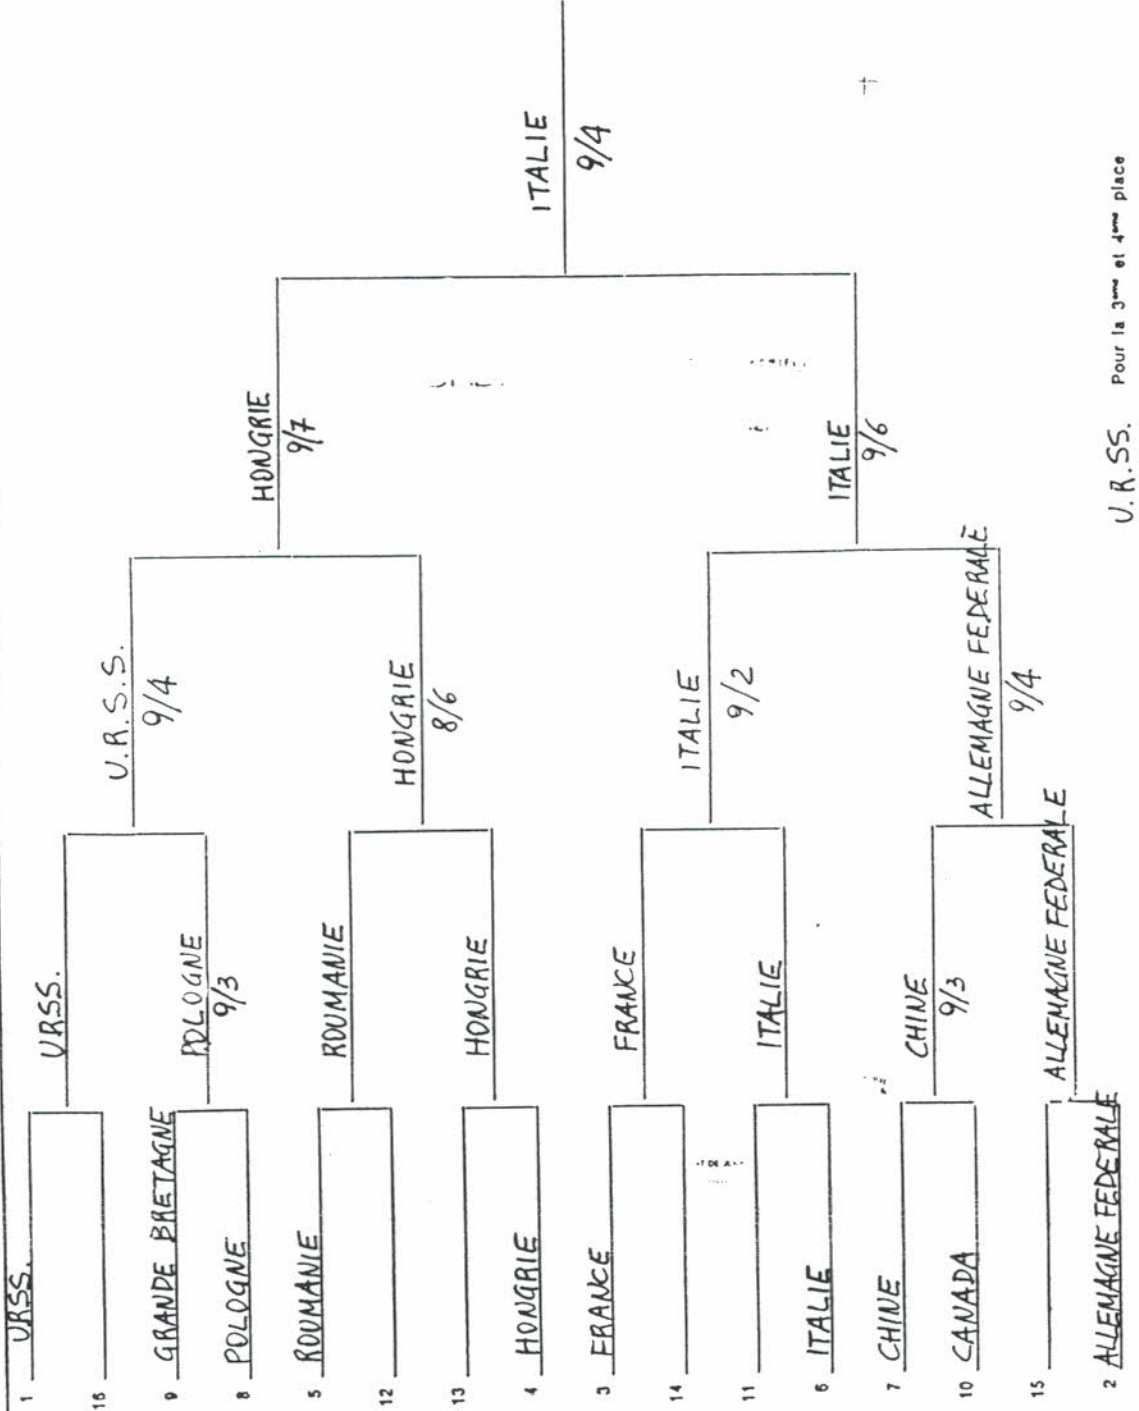 1 URSS.
16
9 GRANDE BRETAGNE
8 POLOGNE
5 ROUMANIE
12
13
4 HONGRIE
3 FRANCE
14
11
6 ITALIE
7 CHINE
10 CANADA
15
2 ALLEMAGNE FEDERALE
URSS.
POLOGNE
9/3
ROUMANIE
HONGRIE
FRANCE
ITALIE
CHINE
9/3
ALLEMAGNE FEDERALE
U.R.S.S.
9/4
HONGRIE
8/6
ITALIE
9/2
ALLEMAGNE FEDERALE
9/4
HONGRIE
9/7
ITALIE
9/6
ITALIE
9/4
U.R.SS. Pour la 3eme et 4eme place